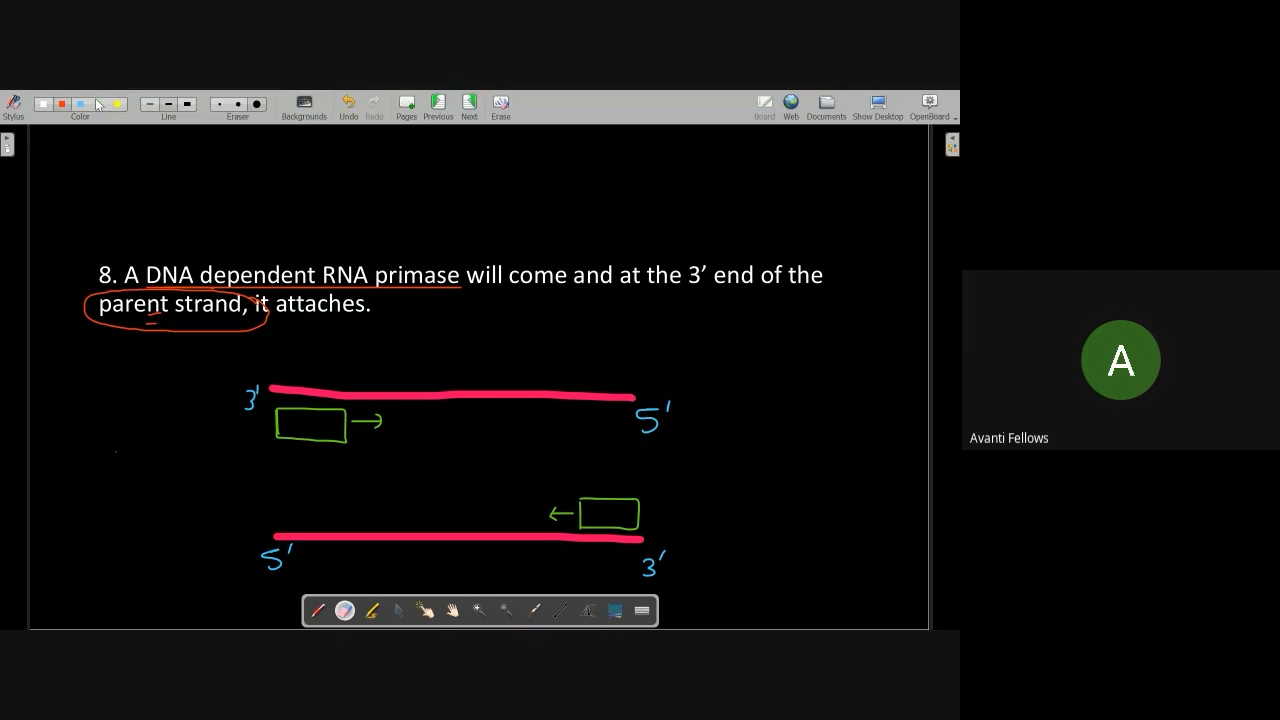 Stylus
Color
Line
Eraser
Backgrounds
Undo
Redo
Pages
Previous
Next
Erase
Board
Web
Documents
Show Desktop
OpenBoard
8. A DNA dependent RNA primase will come and at the 3’ end of the
parent strand, it attaches.
3'
5'
5'
3'
A
Avanti Fellows